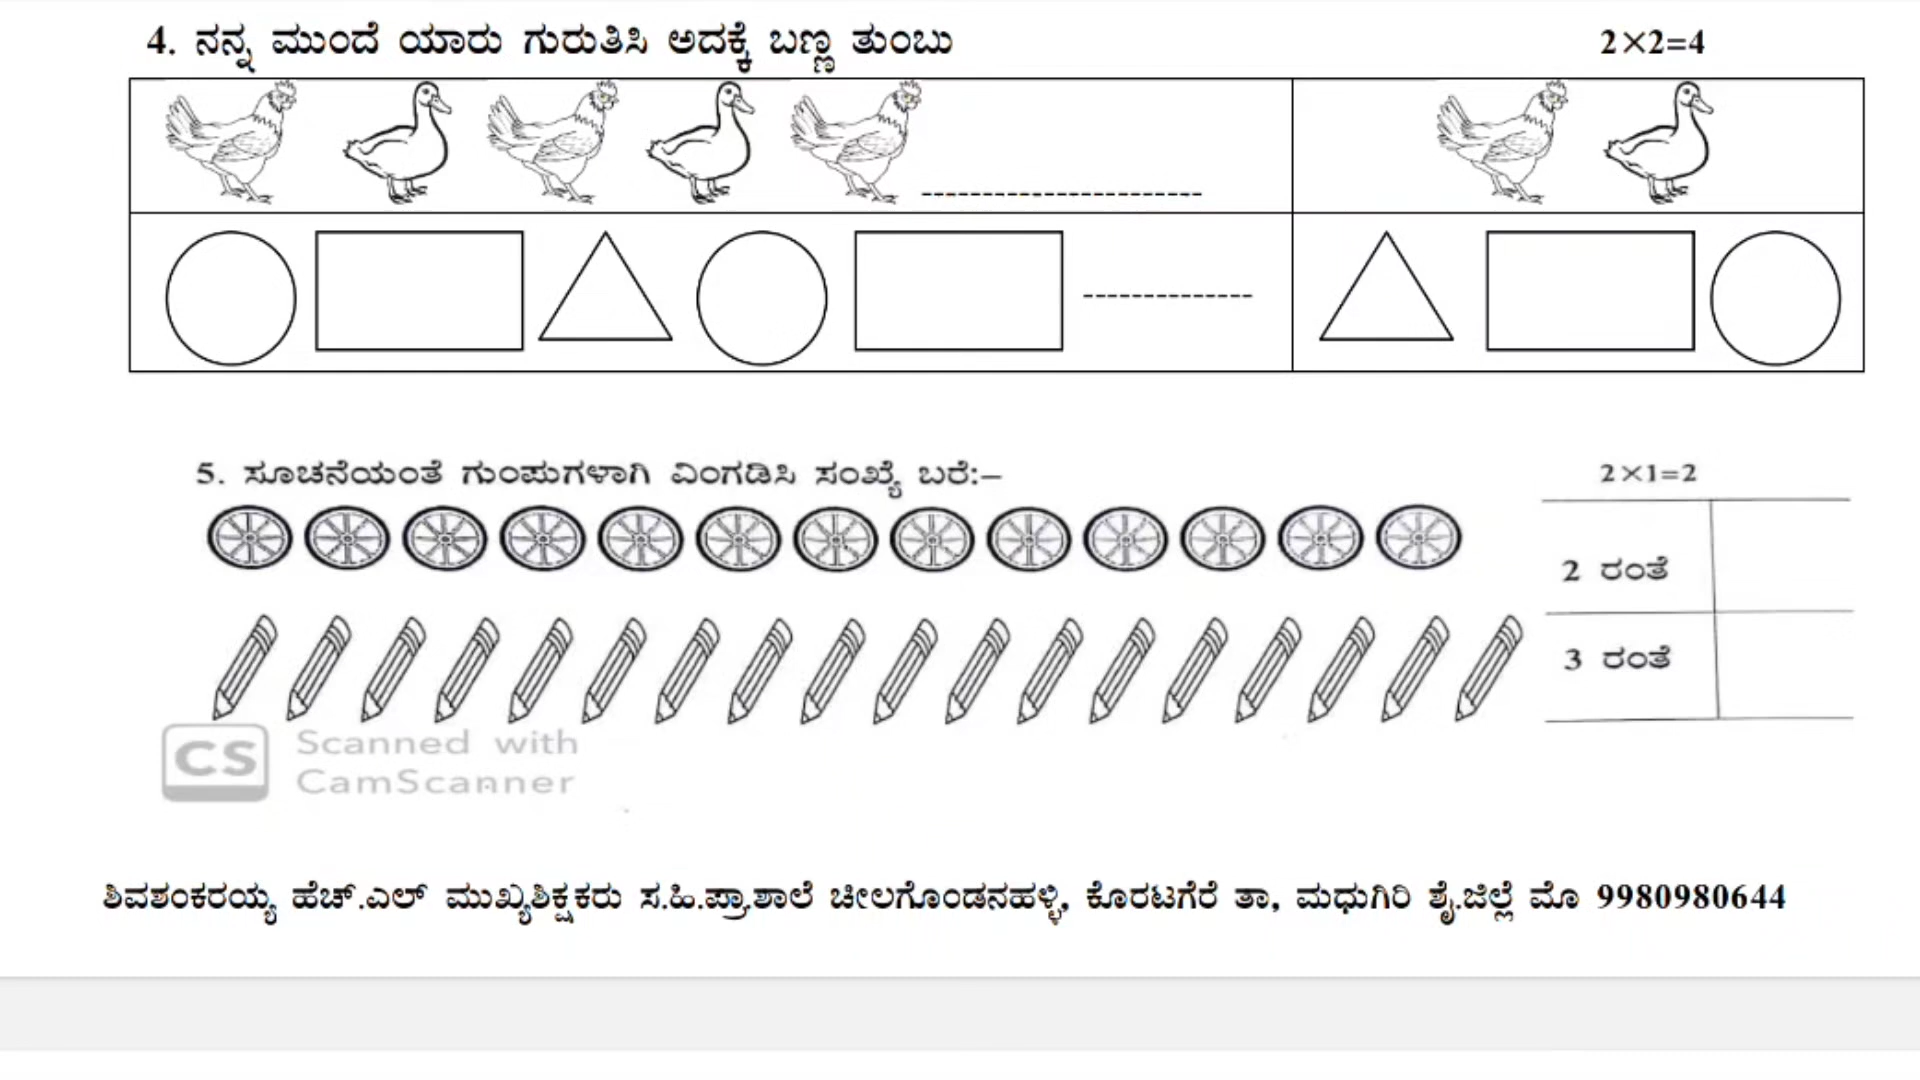 4. ನನ್ನ ಮುಂದೆ ಯಾರು ಗುರುತಿಸಿ ಅದಕ್ಕೆ ಬಣ್ಣ ತುಂಬು 2×2=4
5. ಸೂಚನೆಯಂತೆ ಗುಂಪುಗಳಾಗಿ ವಿಂಗಡಿಸಿ ಸಂಖ್ಯೆ ಬರೆ:– 2×1=2
2 ರಂತೆ
3 ರಂತೆ
CS Scanned with
CamScanner
ಶಿವಶಂಕರಯ್ಯ ಹೆಚ್.ಎಲ್ ಮುಖ್ಯಶಿಕ್ಷಕರು ಸ.ಹಿ.ಪ್ರಾ.ಶಾಲೆ ಚೀಲಗೊಂಡನಹಳ್ಳಿ, ಕೊರಟಗೆರೆ ತಾ, ಮಧುಗಿರಿ ಶೈ.ಜಿಲ್ಲೆ ಮೊ 9980980644